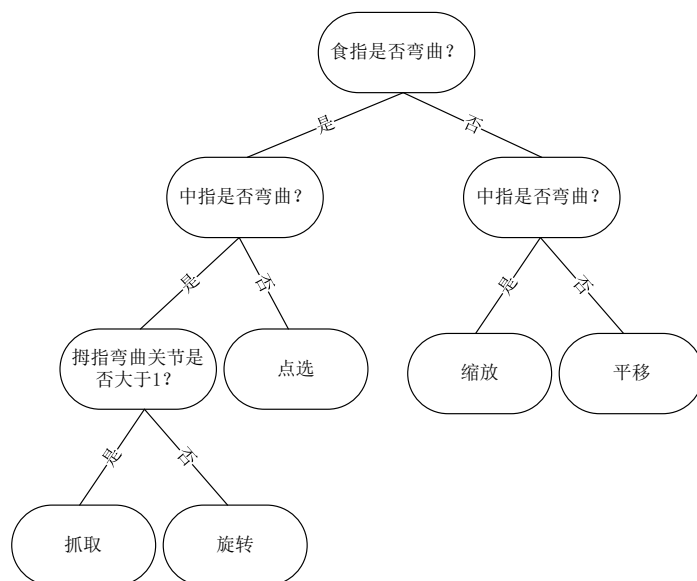 食指是否弯曲？
是
否
中指是否弯曲？
中指是否弯曲？
是
否
是
否
拇指弯曲关节是
否大于1？
点选
缩放
平移
是
否
抓取
旋转